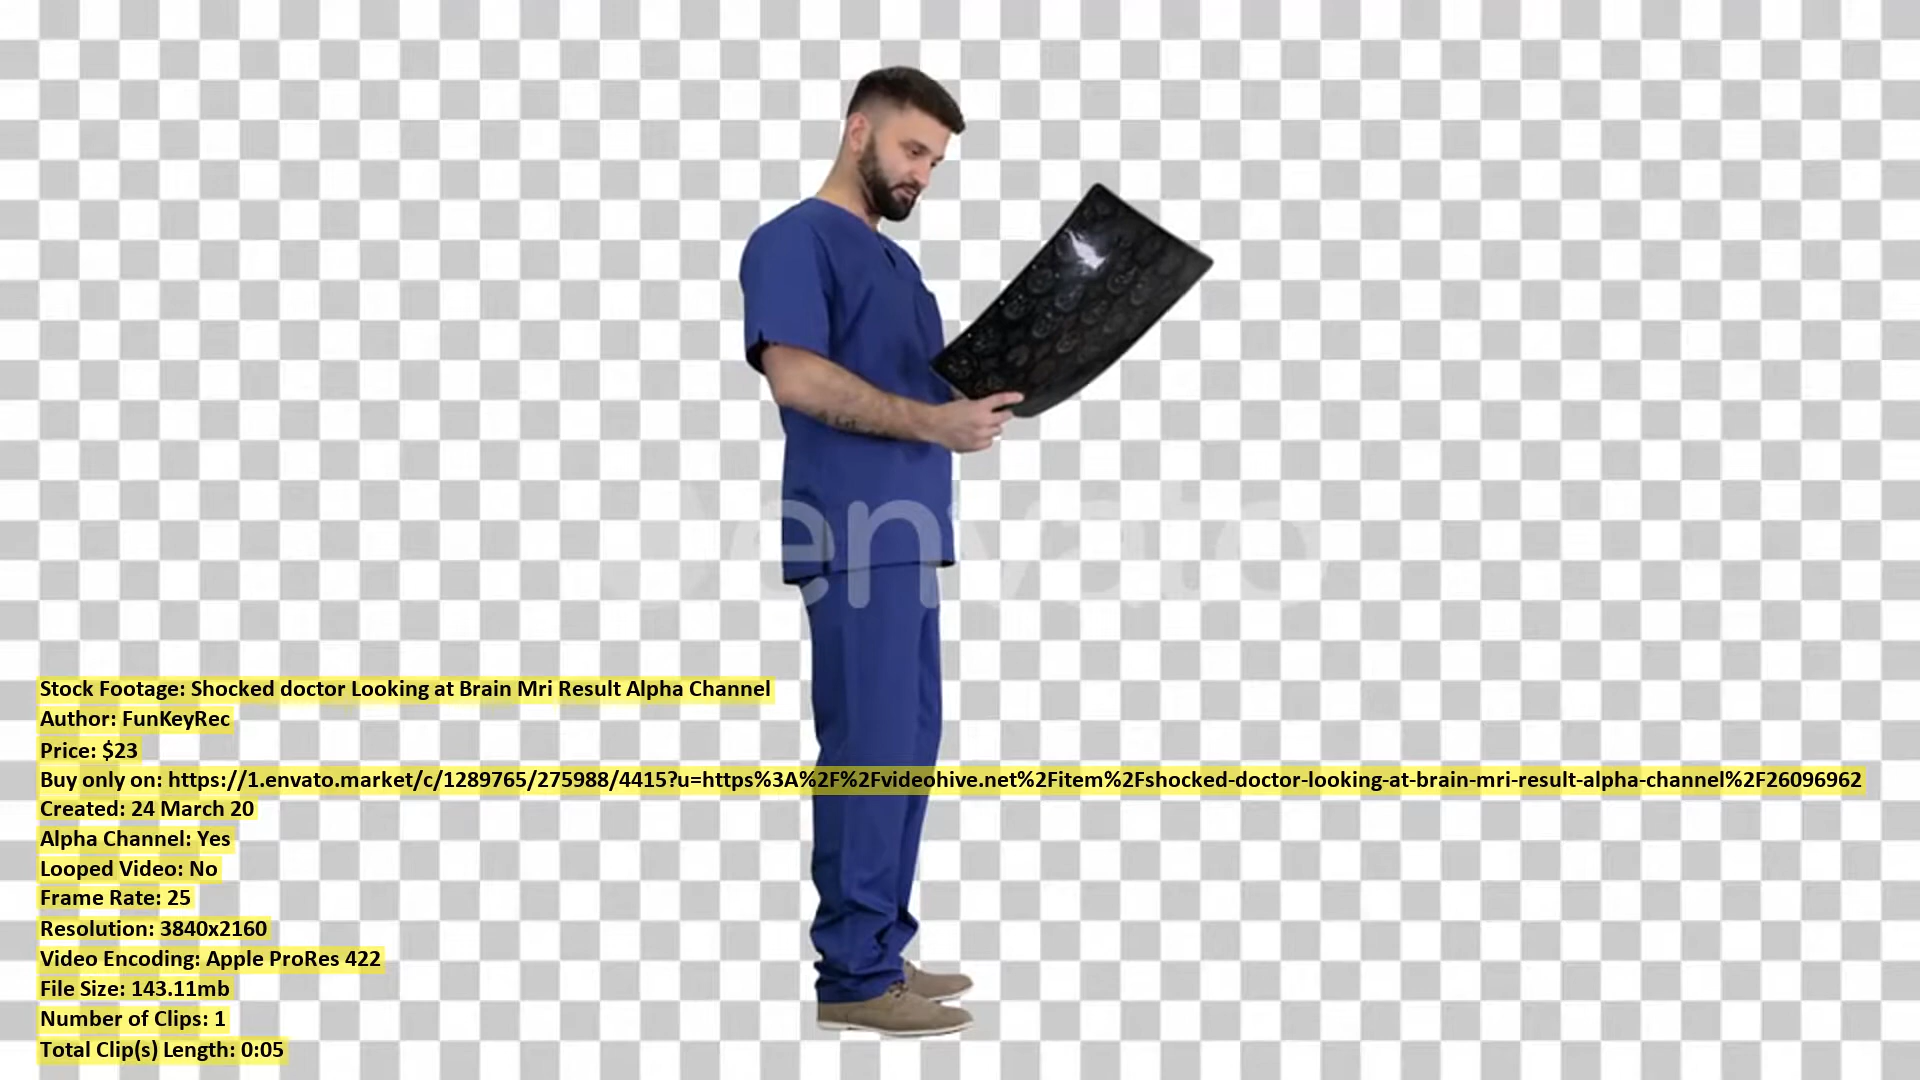 envato
Stock Footage: Shocked doctor Looking at Brain Mri Result Alpha Channel
Author: FunKeyRec
Price: $23
Buy only on: https://1.envato.market/c/1289765/275988/4415?u=https%3A%2F%2Fvideohive.net%2Fitem%2Fshocked-doctor-looking-at-brain-mri-result-alpha-channel%2F26096962
Created: 24 March 20
Alpha Channel: Yes
Looped Video: No
Frame Rate: 25
Resolution: 3840x2160
Video Encoding: Apple ProRes 422
File Size: 143.11mb
Number of Clips: 1
Total Clip(s) Length: 0:05